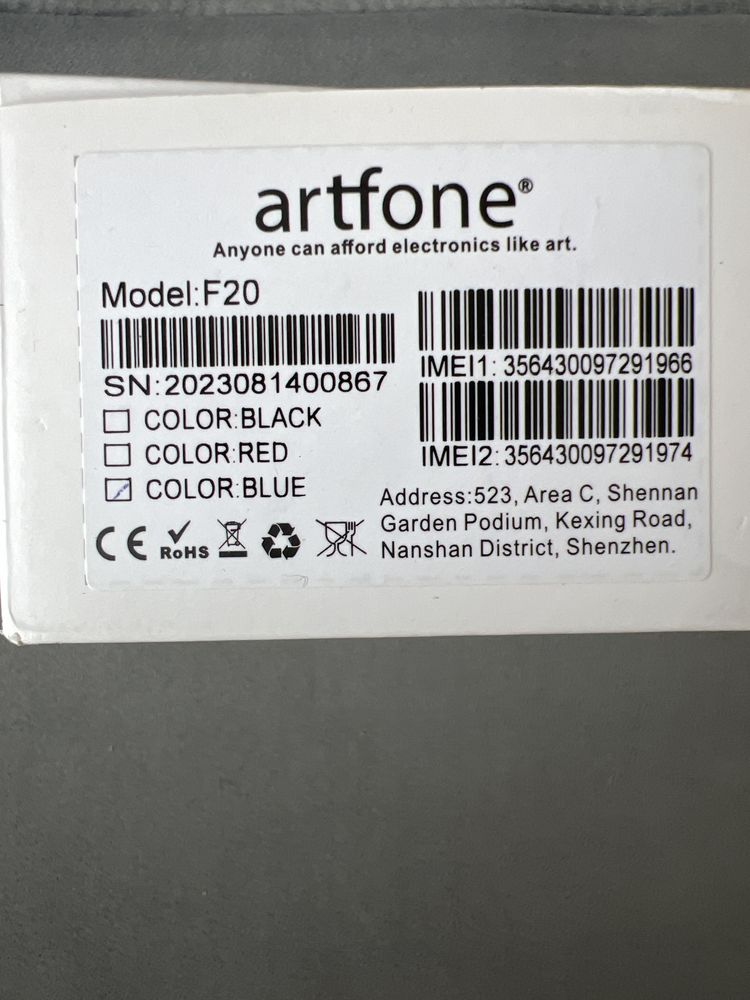 artfone®
Anyone can afford electronics like art.
Model:F20
SN:2023081400867
COLOR:BLACK
COLOR:RED
COLOR:BLUE
CE RoHS
IMEI1: 356430097291966
IMEI2: 356430097291974
Address:523, Area C, Shennan
Garden Podium, Kexing Road,
Nanshan District, Shenzhen.